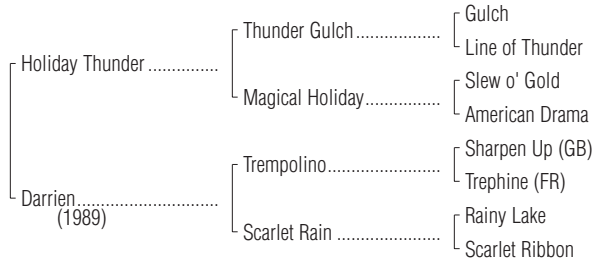 Gulch
Thunder Gulch....................
Line of Thunder
Holiday Thunder ...............
Slew o' Gold
Magical Holiday..................
American Drama
Sharpen Up (GB)
Trempolino...........................
Trephine (FR)
Darrien..............................
(1989)
Rainy Lake
Scarlet Rain .......................
Scarlet Ribbon